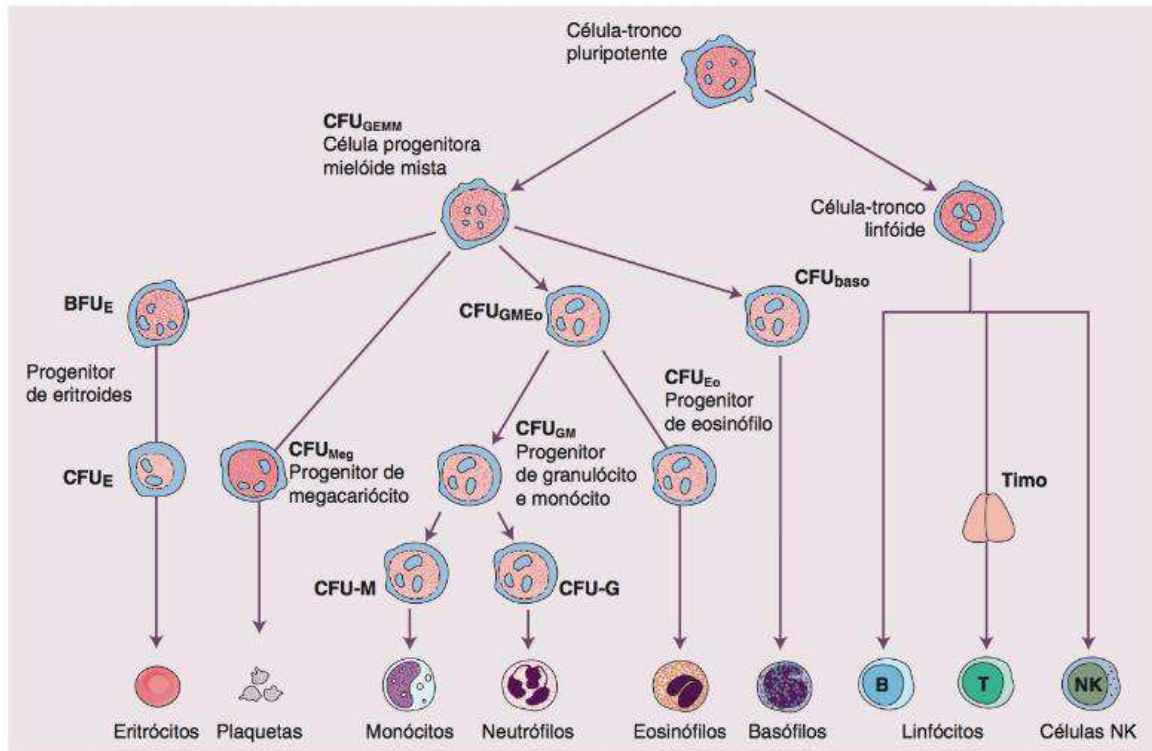 Célula-tronco
pluripotente
CFUGEMM
Célula progenitora
mielóide mista
Célula-tronco
linfóide
BFUE
CFUGMEo
CFUbaso
Progenitor
de eritroides
CFUEo
Progenitor
de eosinófilo
CFUE
CFUMeg
Progenitor de
megacariócito
CFUGM
Progenitor
de granulócito
e monócito
Timo
CFU-M
CFU-G
B
T
NK
Eritrócitos
Plaquetas
Monócitos
Neutrófilos
Eosinófilos
Basófilos
Linfócitos
Células NK